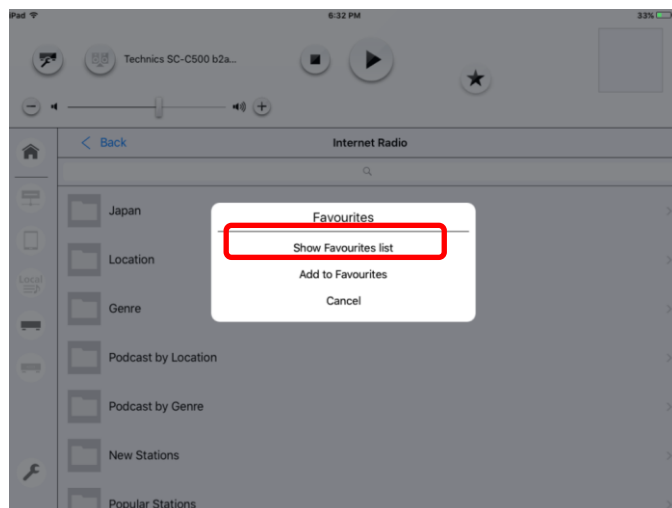 iPad 6:32 PM 33%
Technics SC-C500 b2a...
Back Internet Radio
Japan
Favourites
Show Favourites list
Location
Add to Favourites
Local
Genre
Cancel
Podcast by Location
Podcast by Genre
New Stations
Popular Stations